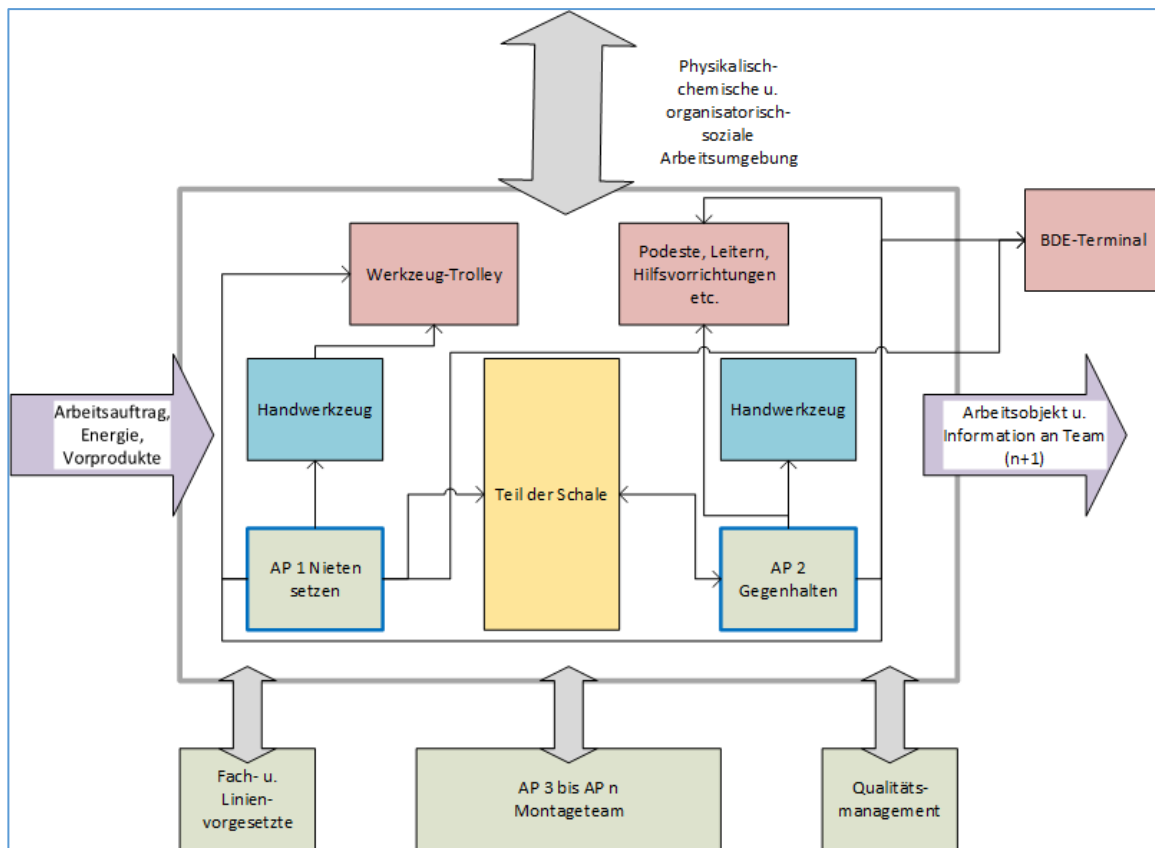 Physikalisch-
chemische u.
organisatorisch-
soziale
Arbeitsumgebung
BDE-Terminal
Werkzeug-Trolley
Podeste, Leitern,
Hilfsvorrichtungen
etc.
Arbeitsauftrag,
Energie,
Vorprodukte
Handwerkzeug
Teil der Schale
Handwerkzeug
Arbeitsobjekt u.
Information an Team
(n+1)
AP 1 Nieten
setzen
AP 2
Gegenhalten
Fach- u.
Linien-
vorgesetzte
AP 3 bis AP n
Montageteam
Qualitäts-
management